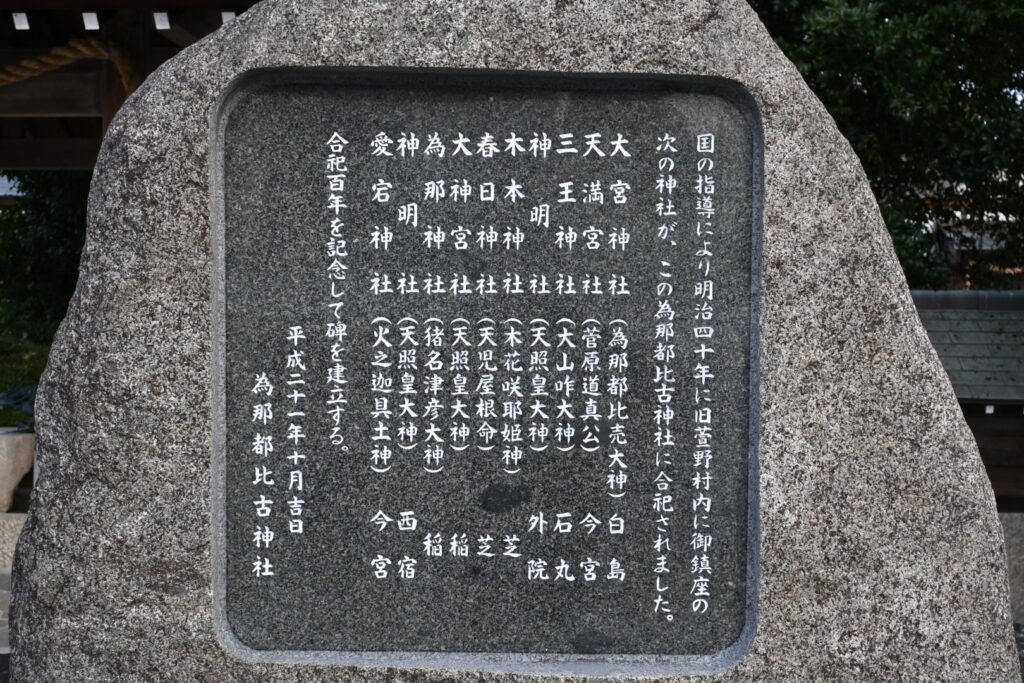 国の指導により明治四十年に旧萱野村内に御鎮座の
次の神社が、この為那都比古神社に合祀されました。
大宮神社（為那都比売大神）白島
天満宮社（菅原道真公）今宮
三王神社（大山咋大神）石丸
神明社（天照皇大神）外院
木木神社（木花咲耶姫神）芝
春日神社（天児屋根命）芝
大神宮社（天照皇大神）稲
為那神社（猪名津彦大神）稲
神明社（天照皇大神）西宿
愛宕神社（火之迦具土神）今宮
合祀百年を記念して碑を建立する。
平成二十一年十月吉日
為那都比古神社